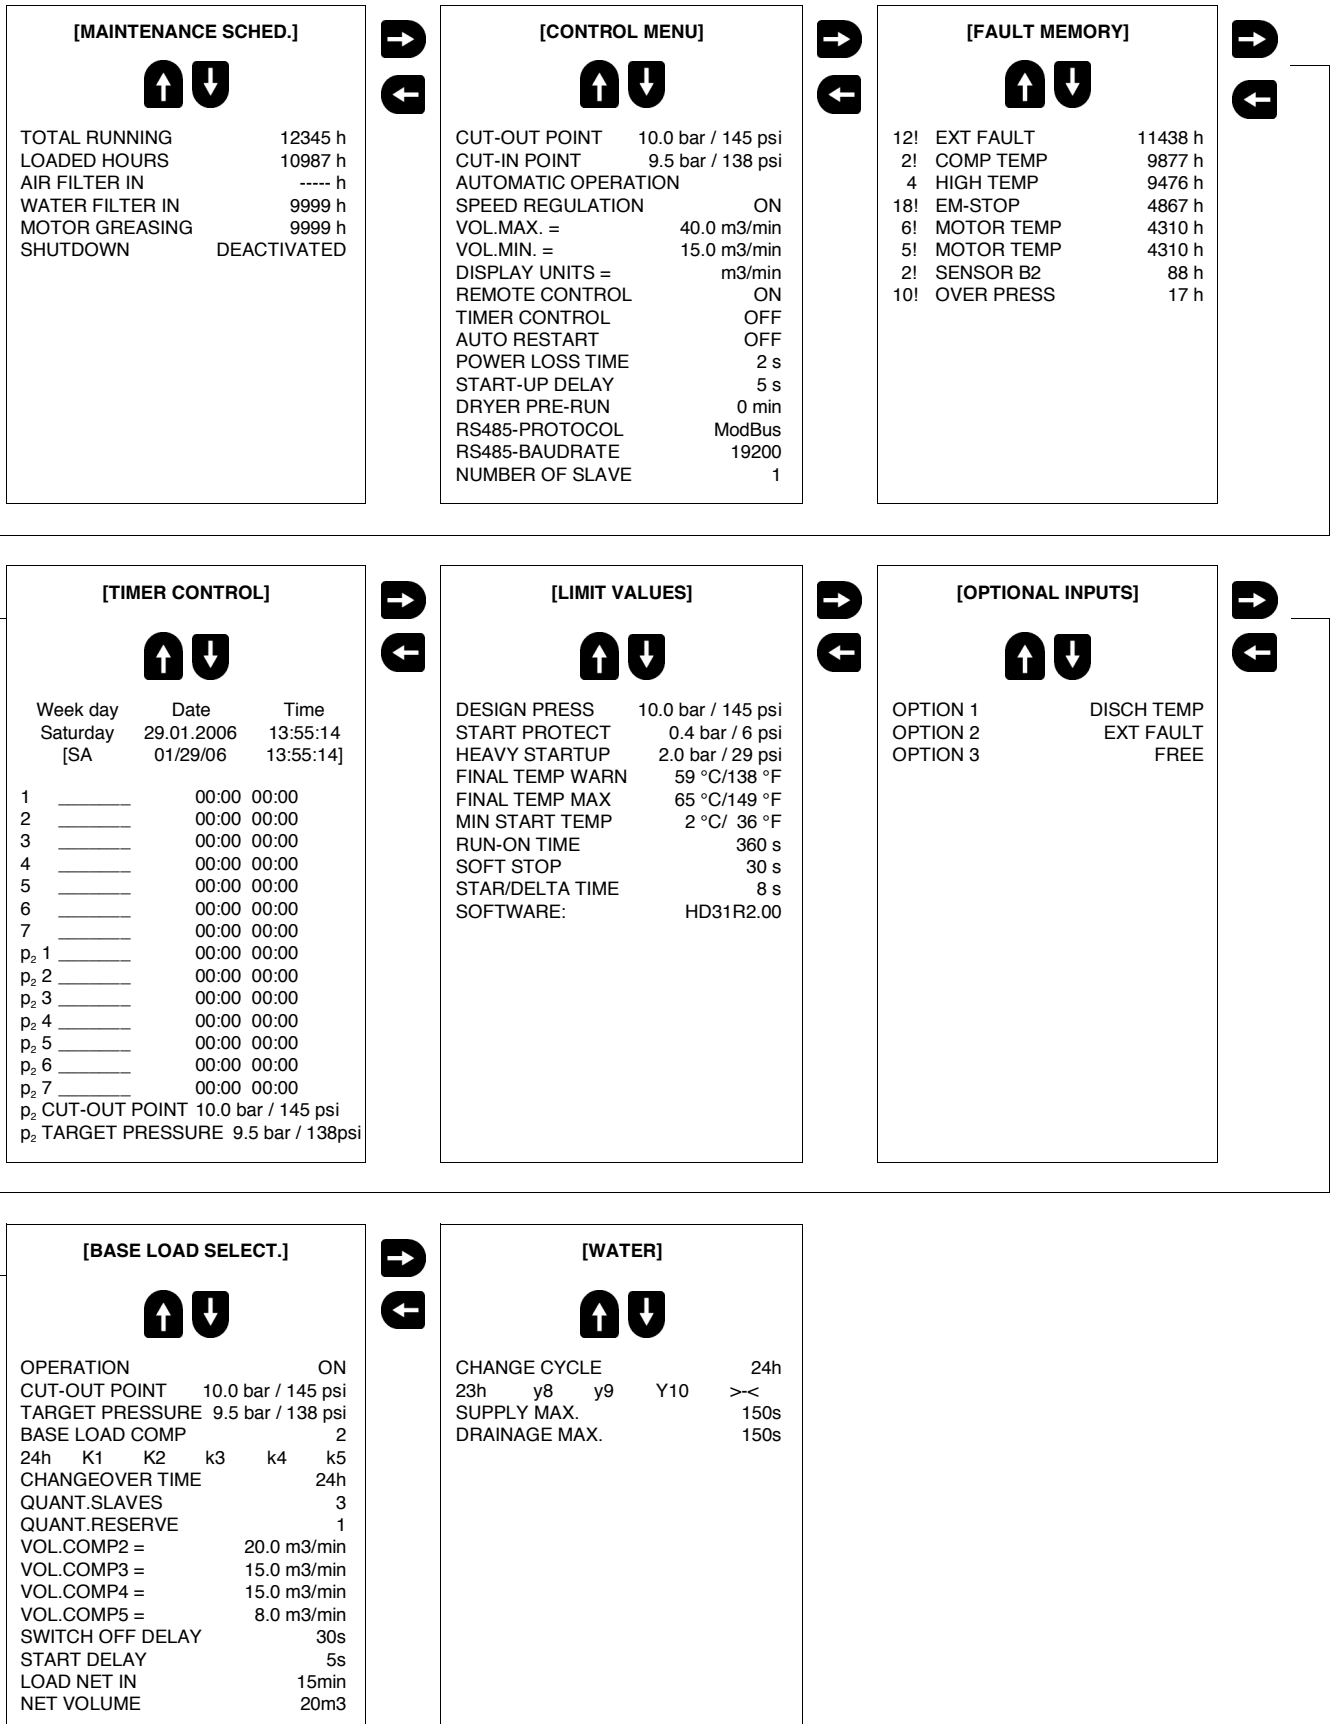 [MAINTENANCE SCHED.]
TOTAL RUNNING 12345 h
LOADED HOURS 10987 h
AIR FILTER IN ----- h
WATER FILTER IN 9999 h
MOTOR GREASING 9999 h
SHUTDOWN DEACTIVATED
[CONTROL MENU]
CUT-OUT POINT 10.0 bar / 145 psi
CUT-IN POINT 9.5 bar / 138 psi
AUTOMATIC OPERATION
SPEED REGULATION ON
VOL.MAX. = 40.0 m3/min
VOL.MIN. = 15.0 m3/min
DISPLAY UNITS = m3/min
REMOTE CONTROL ON
TIMER CONTROL OFF
AUTO RESTART OFF
POWER LOSS TIME 2 s
START-UP DELAY 5 s
DRYER PRE-RUN 0 min
RS485-PROTOCOL ModBus
RS485-BAUDRATE 19200
NUMBER OF SLAVE 1
[FAULT MEMORY]
12! EXT FAULT 11438 h
2! COMP TEMP 9877 h
4 HIGH TEMP 9476 h
18! EM-STOP 4867 h
6! MOTOR TEMP 4310 h
5! MOTOR TEMP 4310 h
2! SENSOR B2 88 h
10! OVER PRESS 17 h
[TIMER CONTROL]
Week day Date Time
Saturday 29.01.2006 13:55:14
[SA 01/29/06 13:55:14]
1 _______ 00:00 00:00
2 _______ 00:00 00:00
3 _______ 00:00 00:00
4 _______ 00:00 00:00
5 _______ 00:00 00:00
6 _______ 00:00 00:00
7 _______ 00:00 00:00
p₂ 1 _______ 00:00 00:00
p₂ 2 _______ 00:00 00:00
p₂ 3 _______ 00:00 00:00
p₂ 4 _______ 00:00 00:00
p₂ 5 _______ 00:00 00:00
p₂ 6 _______ 00:00 00:00
p₂ 7 _______ 00:00 00:00
p₂ CUT-OUT POINT 10.0 bar / 145 psi
p₂ TARGET PRESSURE 9.5 bar / 138psi
[LIMIT VALUES]
DESIGN PRESS 10.0 bar / 145 psi
START PROTECT 0.4 bar / 6 psi
HEAVY STARTUP 2.0 bar / 29 psi
FINAL TEMP WARN 59 °C/138 °F
FINAL TEMP MAX 65 °C/149 °F
MIN START TEMP 2 °C/ 36 °F
RUN-ON TIME 360 s
SOFT STOP 30 s
STAR/DELTA TIME 8 s
SOFTWARE: HD31R2.00
[OPTIONAL INPUTS]
OPTION 1 DISCH TEMP
OPTION 2 EXT FAULT
OPTION 3 FREE
[BASE LOAD SELECT.]
OPERATION ON
CUT-OUT POINT 10.0 bar / 145 psi
TARGET PRESSURE 9.5 bar / 138 psi
BASE LOAD COMP 2
24h K1 K2 k3 k4 k5
CHANGEOVER TIME 24h
QUANT.SLAVES 3
QUANT.RESERVE 1
VOL.COMP2 = 20.0 m3/min
VOL.COMP3 = 15.0 m3/min
VOL.COMP4 = 15.0 m3/min
VOL.COMP5 = 8.0 m3/min
SWITCH OFF DELAY 30s
START DELAY 5s
LOAD NET IN 15min
NET VOLUME 20m3
[WATER]
CHANGE CYCLE 24h
23h y8 y9 Y10 >-<
SUPPLY MAX. 150s
DRAINAGE MAX. 150s